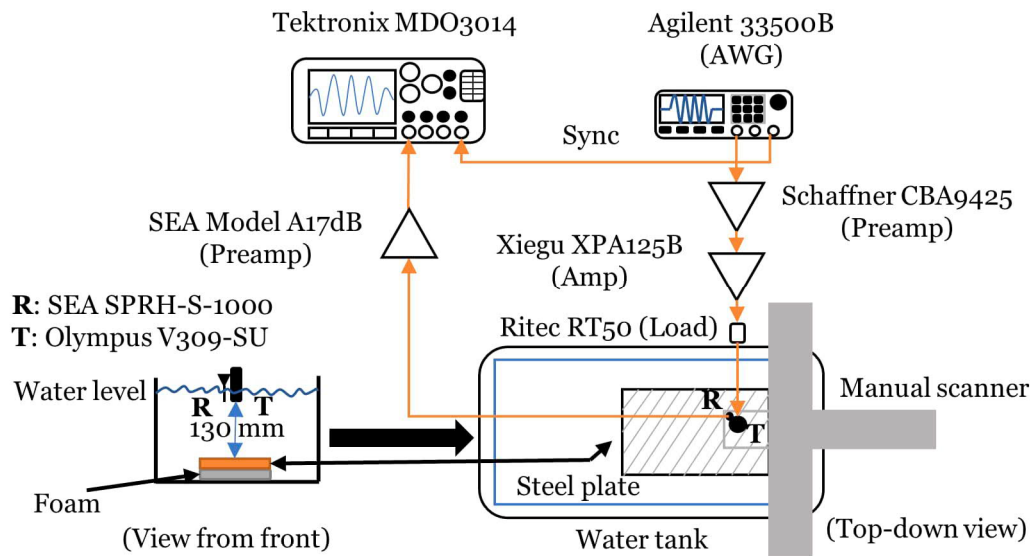 Tektronix MDO3014
Agilent 33500B
(AWG)
Sync
SEA Model A17dB
(Preamp)
Schaffner CBA9425
(Preamp)
Xiegu XPA125B
(Amp)
R: SEA SPRH-S-1000
T: Olympus V309-SU
Ritec RT50 (Load)
Water level
R T
130 mm
R
T
Manual scanner
Foam
Steel plate
(View from front)
Water tank
(Top-down view)